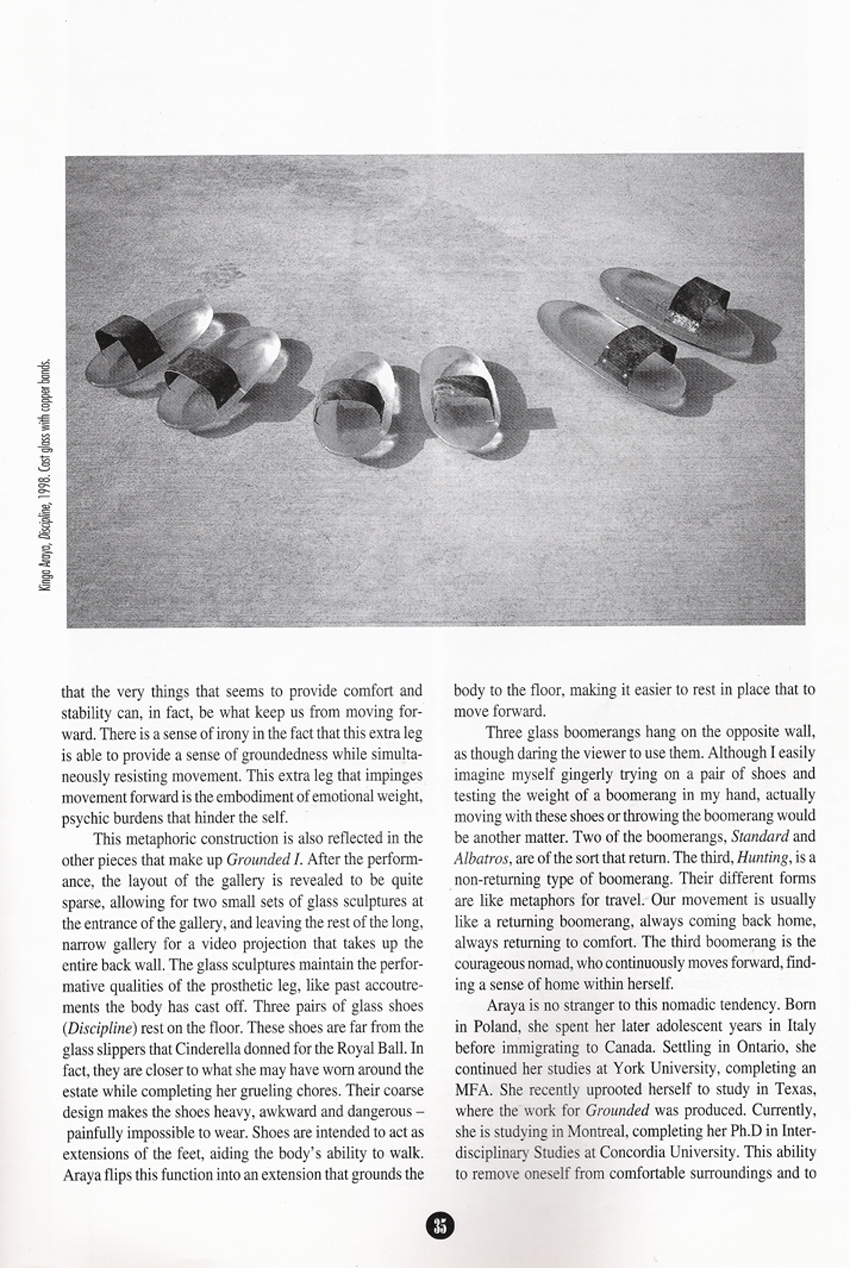 Kinga Araya, Discipline, 1998. Cast glass with copper bands.
that the very things that seems to provide comfort and
stability can, in fact, be what keep us from moving for-
ward. There is a sense of irony in the fact that this extra leg
is able to provide a sense of groundedness while simulta-
neously resisting movement. This extra leg that impinges
movement forward is the embodiment of emotional weight,
psychic burdens that hinder the self.
This metaphoric construction is also reflected in the
other pieces that make up Grounded I. After the perform-
ance, the layout of the gallery is revealed to be quite
sparse, allowing for two small sets of glass sculptures at
the entrance of the gallery, and leaving the rest of the long,
narrow gallery for a video projection that takes up the
entire back wall. The glass sculptures maintain the perfor-
mative qualities of the prosthetic leg, like past accoutre-
ments the body has cast off. Three pairs of glass shoes
(Discipline) rest on the floor. These shoes are far from the
glass slippers that Cinderella donned for the Royal Ball. In
fact, they are closer to what she may have worn around the
estate while completing her grueling chores. Their coarse
design makes the shoes heavy, awkward and dangerous –
painfully impossible to wear. Shoes are intended to act as
extensions of the feet, aiding the body's ability to walk.
Araya flips this function into an extension that grounds the
body to the floor, making it easier to rest in place that to
move forward.
Three glass boomerangs hang on the opposite wall,
as though daring the viewer to use them. Although I easily
imagine myself gingerly trying on a pair of shoes and
testing the weight of a boomerang in my hand, actually
moving with these shoes or throwing the boomerang would
be another matter. Two of the boomerangs, Standard and
Albatros, are of the sort that return. The third, Hunting, is a
non-returning type of boomerang. Their different forms
are like metaphors for travel. Our movement is usually
like a returning boomerang, always coming back home,
always returning to comfort. The third boomerang is the
courageous nomad, who continuously moves forward, find-
ing a sense of home within herself.
Araya is no stranger to this nomadic tendency. Born
in Poland, she spent her later adolescent years in Italy
before immigrating to Canada. Settling in Ontario, she
continued her studies at York University, completing an
MFA. She recently uprooted herself to study in Texas,
where the work for Grounded was produced. Currently,
she is studying in Montreal, completing her Ph.D in Inter-
disciplinary Studies at Concordia University. This ability
to remove oneself from comfortable surroundings and to
35